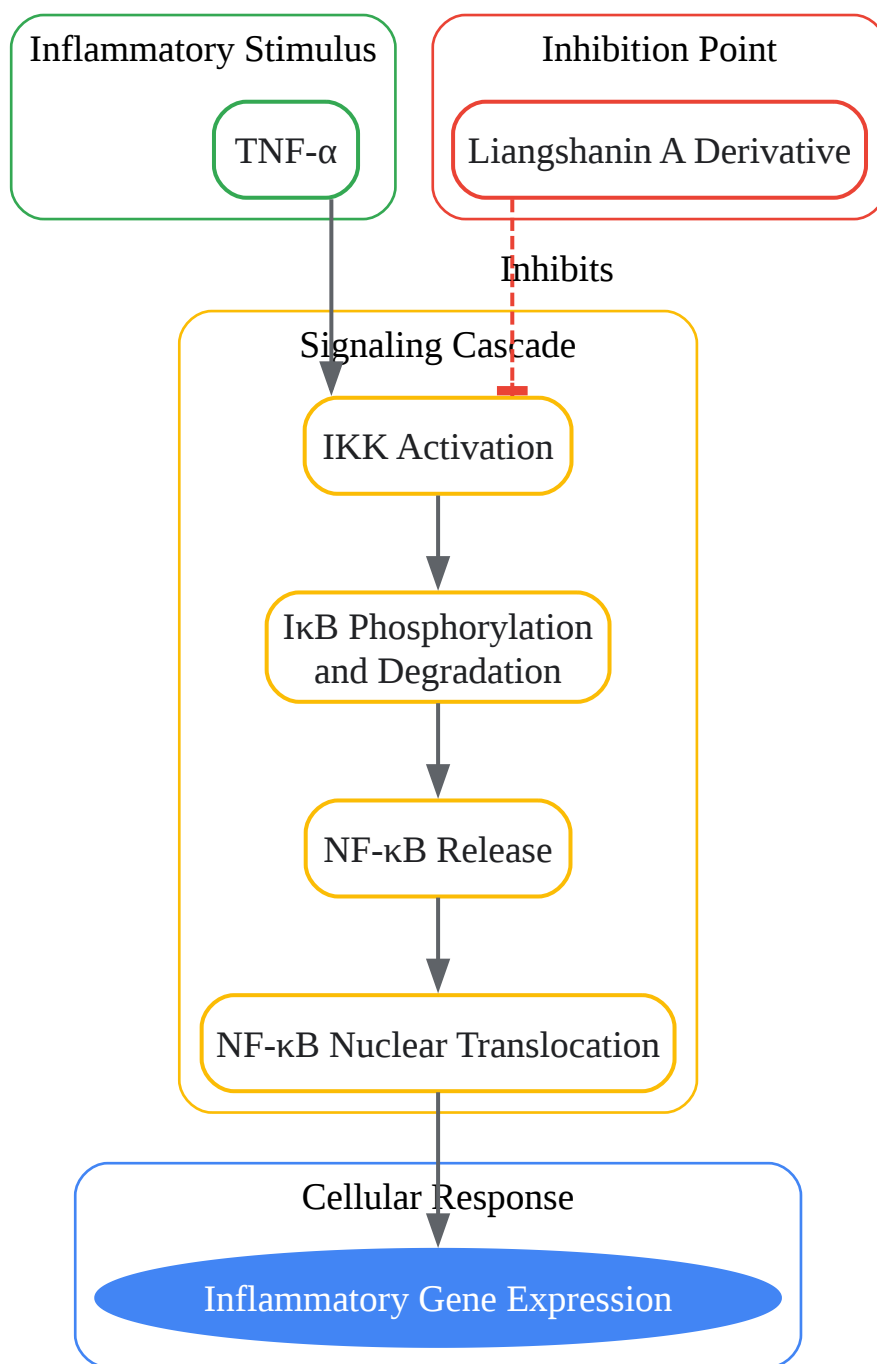 Inflammatory Stimulus
Inhibition Point
TNF-α
Liangshanin A Derivative
Inhibits
Signaling Cascade
IKK Activation
IκB Phosphorylation
and Degradation
NF-κB Release
NF-κB Nuclear Translocation
Cellular Response
Inflammatory Gene Expression